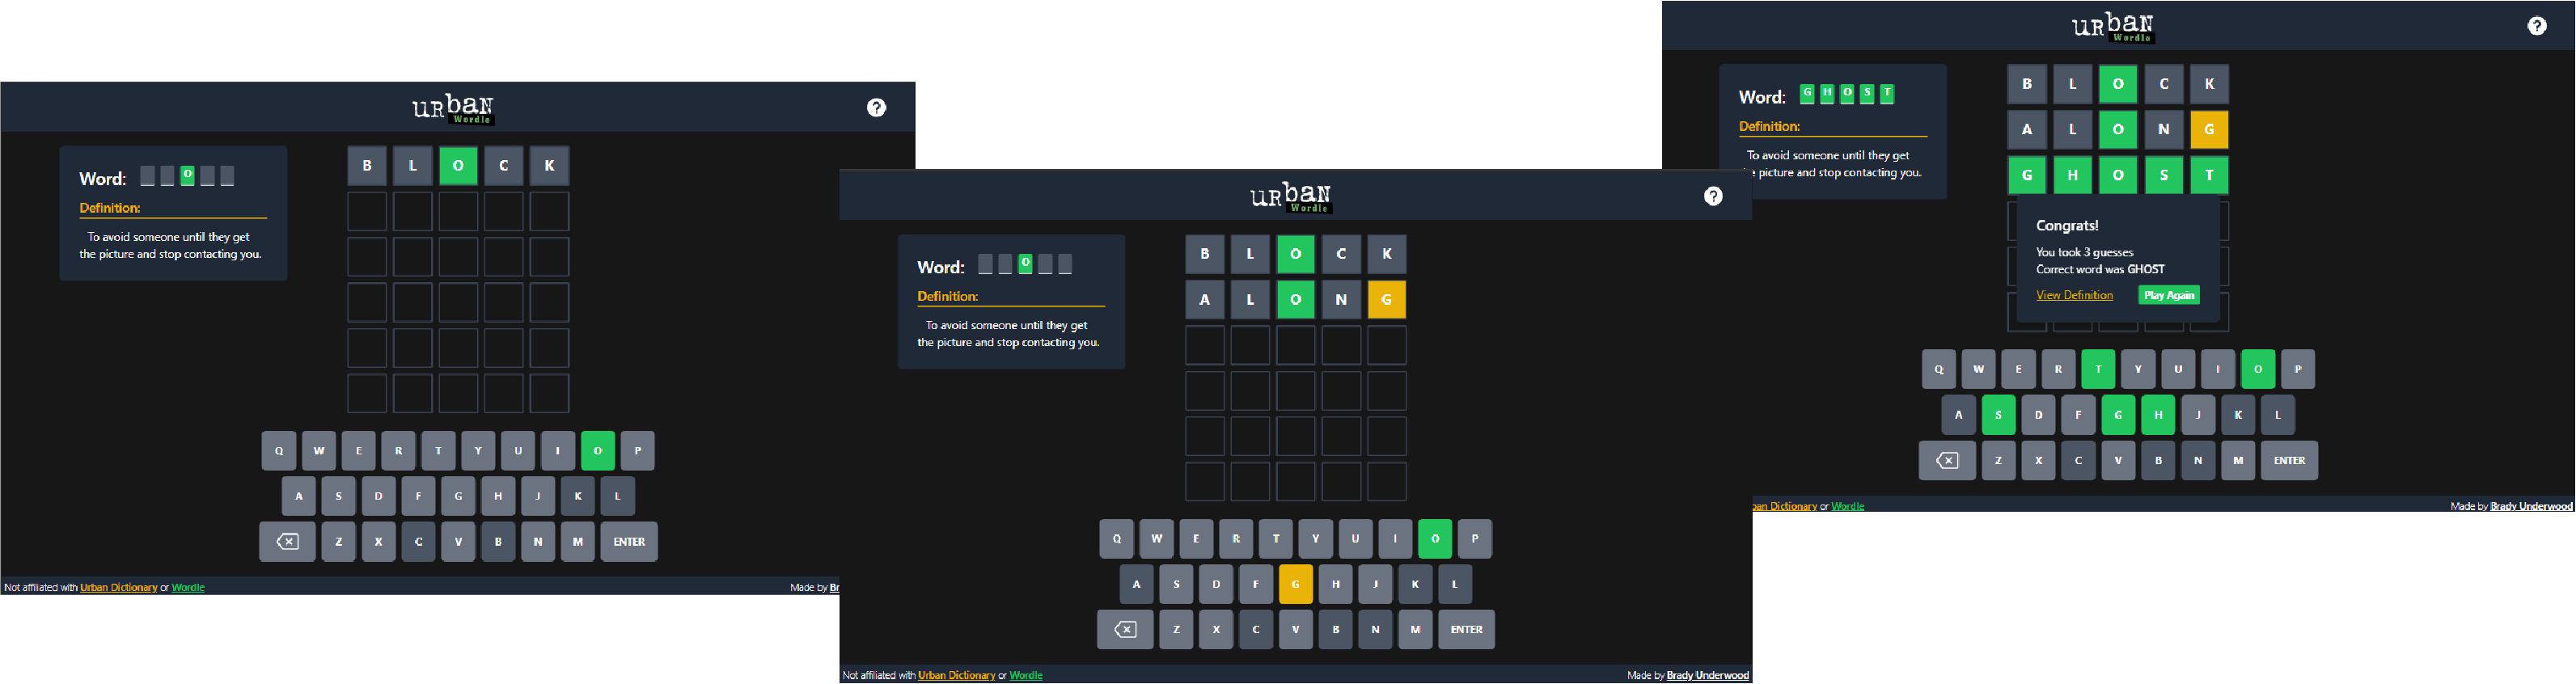 urban
Wordle
?
Word: O
Definition:
To avoid someone until they get
the picture and stop contacting you.
B L O C K
Q W E R T Y U I O P
A S D F G H J K L
Z X C V B N M ENTER
Not affiliated with Urban Dictionary or Wordle
Made by Br
urban
Wordle
?
Word: O
Definition:
To avoid someone until they get
the picture and stop contacting you.
B L O C K
A L O N G
Q W E R T Y U I O P
A S D F G H J K L
Z X C V B N M ENTER
Not affiliated with Urban Dictionary or Wordle
Made by Brady Underwood
urban
Wordle
?
Word: G H O S T
Definition:
To avoid someone until they get
e picture and stop contacting you.
B L O C K
A L O N G
G H O S T
Congrats!
You took 3 guesses
Correct word was GHOST
View Definition Play Again
Q W E R T Y U I O P
A S D F G H J K L
Z X C V B N M ENTER
ban Dictionary or Wordle
Made by Brady Underwood